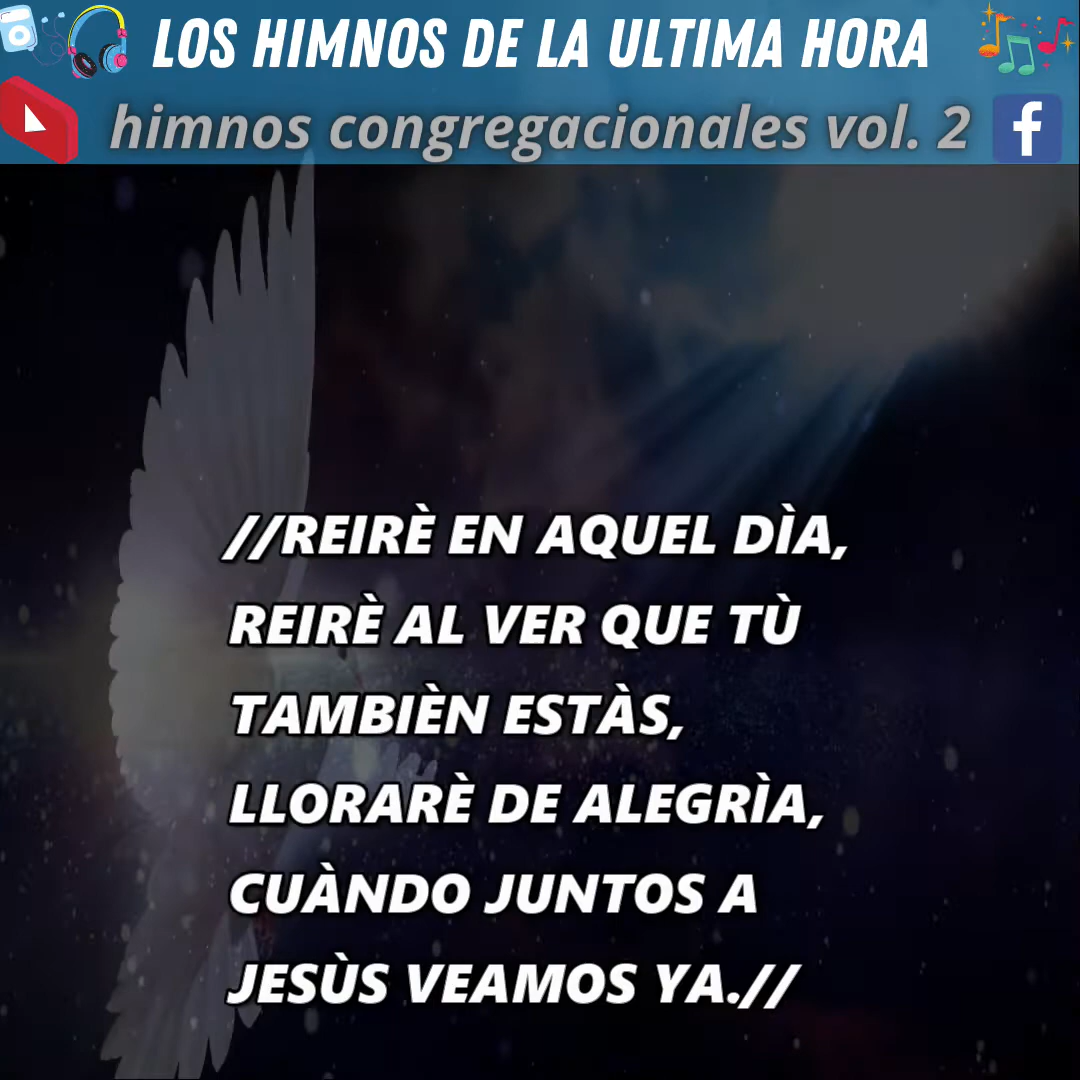 LOS HIMNOS DE LA ULTIMA HORA
himnos congregacionales vol. 2
f
//REIRÈ EN AQUEL DÌA,
REIRÈ AL VER QUE TÙ
TAMBIÈN ESTÀS,
LLORARÈ DE ALEGRÌA,
CUÀNDO JUNTOS A
JESÙS VEAMOS YA.//